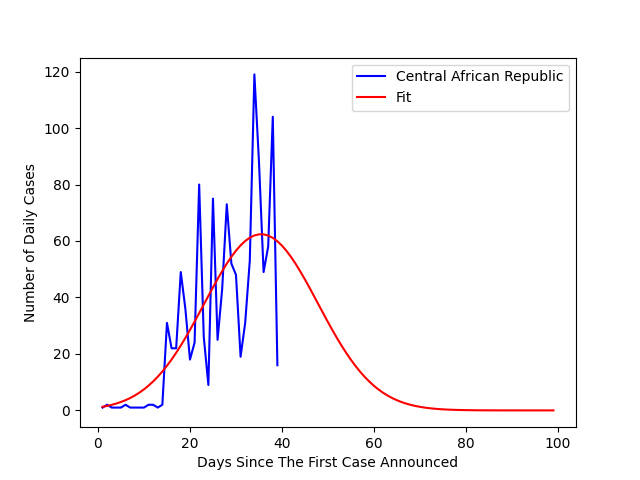 Central African Republic
Fit
120
100
80
60
40
20
0
Number of Daily Cases
0 20 40 60 80 100
Days Since The First Case Announced